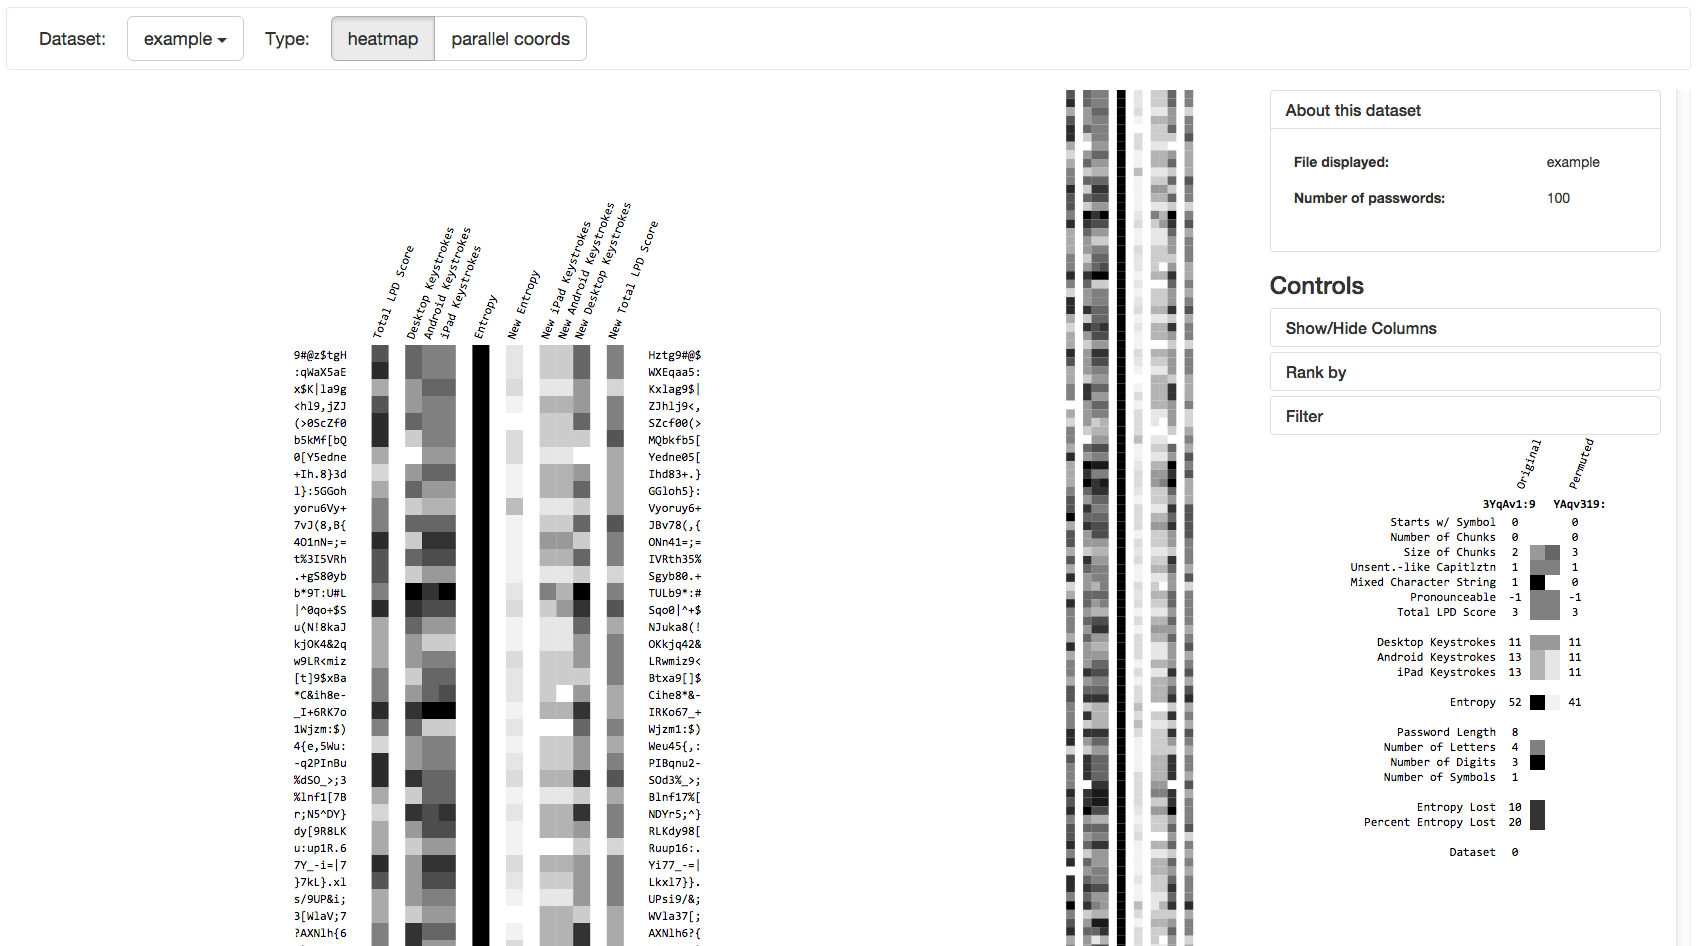 Dataset: example Type: heatmap parallel coords
About this dataset
File displayed: example
Number of passwords: 100
Controls
Show/Hide Columns
Rank by
Filter
Total LPD Score
Desktop Keystrokes
Android Keystrokes
iPad Keystrokes
Entropy
New Entropy
New iPad Keystrokes
New Android Keystrokes
New Desktop Keystrokes
New Total LPD Score
9#@z$tgH Hztg9#@$
:qWaX5aE WXEqaa5:
x$K|la9g Kxlag9$|
<hl9,jZJ ZJhlj9<,
(>0ScZf0 SZcf00(>
b5kMf[bQ MQbkfb5[
0[Y5edne Yedne05[
+Ih.8}3d Ihd83+.}
l}:5GGoh GGloh5}:
yoru6Vy+ Vyoruy6+
7vJ(8,B{ JBv78(,{
4O1nN=;= ONn41=;=
t%3I5VRh IVRth35%
.+gS80yb Sgyb80.+
b*9T:U#L TULb9*:#
|^0qo+$S Sqo0|^+$
u(N!8kaJ NJuka8(!
kjOK4&2q OKkjq42&
w9LR<miz LRwmiz9<
[t]9$xBa Btxa9[]$
*C&ih8e- Cihe8*&-
_I+6RK7o IRKo67_+
1Wjzm:$) Wjzm1:$)
4{e,5Wu: Weu45{,:
-q2PInBu PIBqnu2-
%dSO_>;3 SOd3%_>;
%lnf1[7B Blnf17%[
r;N5^DY} NDYr5;^}
dy[9R8LK RLKdy98[
u:up1R.6 Ruup16:.
7Y_-i=|7 Yi77_-=|
}7kL}.xl Lkxl7}}.
s/9UP&i; UPsi9/&;
3[WlaV;7 WVla37[;
?AXNlh{6 AXNlh6?{
Original Permuted
3YqAv1:9 YAqv319:
Starts w/ Symbol 0 0
Number of Chunks 0 0
Size of Chunks 2 3
Unsent.-like Capitlztn 1 1
Mixed Character String 1 0
Pronounceable -1 -1
Total LPD Score 3 3
Desktop Keystrokes 11 11
Android Keystrokes 13 11
iPad Keystrokes 13 11
Entropy 52 41
Password Length 8
Number of Letters 4
Number of Digits 3
Number of Symbols 1
Entropy Lost 10
Percent Entropy Lost 20
Dataset 0